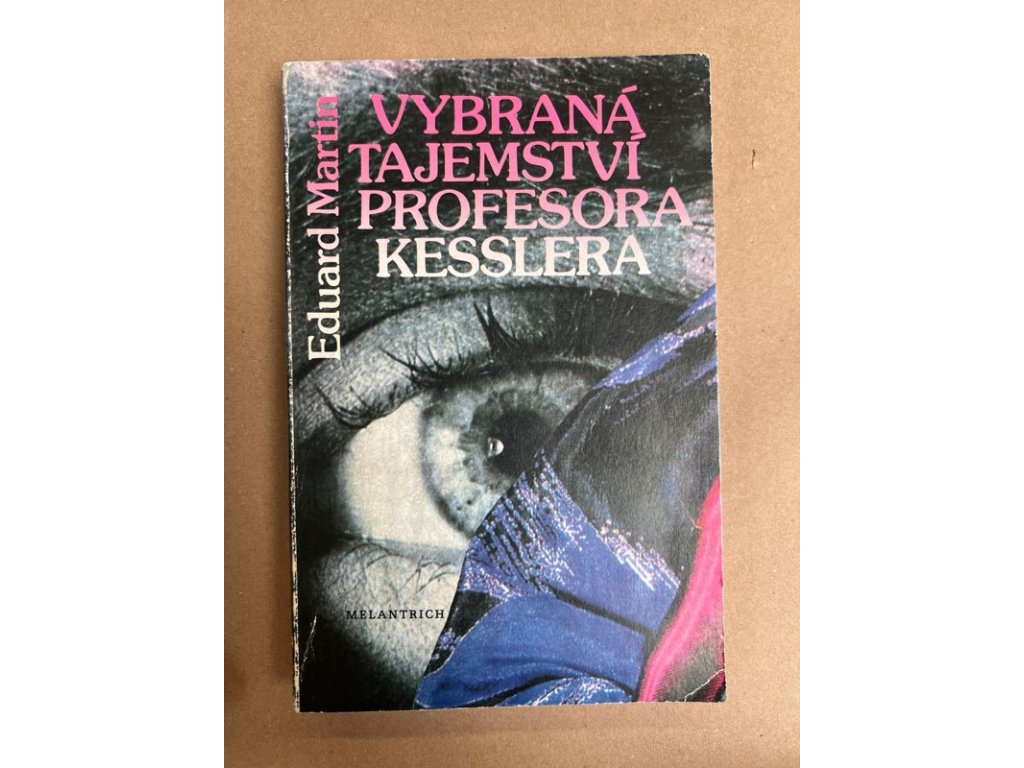 Eduard Martin
VYBRANÁ
TAJEMSTVÍ
PROFESORA
KESSLERA
MELANTRICH